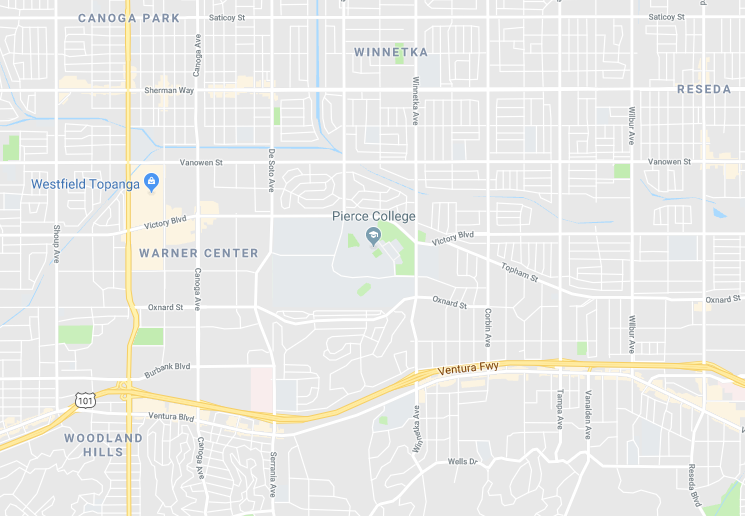 CANOGA PARK
Saticoy St
Saticoy St
Canoga Ave
WINNETKA
Sherman Way
Winnetka Ave
RESEDA
Wilbur Ave
De Soto Ave
Vanowen St
Vanowen St
Westfield Topanga
Pierce College
Victory Blvd
Shoup Ave
Victory Blvd
WARNER CENTER
Canoga Ave
Topham St
Oxnard St
Oxnard St
Oxnard St
Corbin Ave
Wilbur Ave
Burbank Blvd
Ventura Fwy
101
Ventura Blvd
Winnetka Ave
Tampa Ave
Vanalden Ave
WOODLAND
HILLS
Canoga Ave
Serrania Ave
Wells Dr
Reseda Blvd